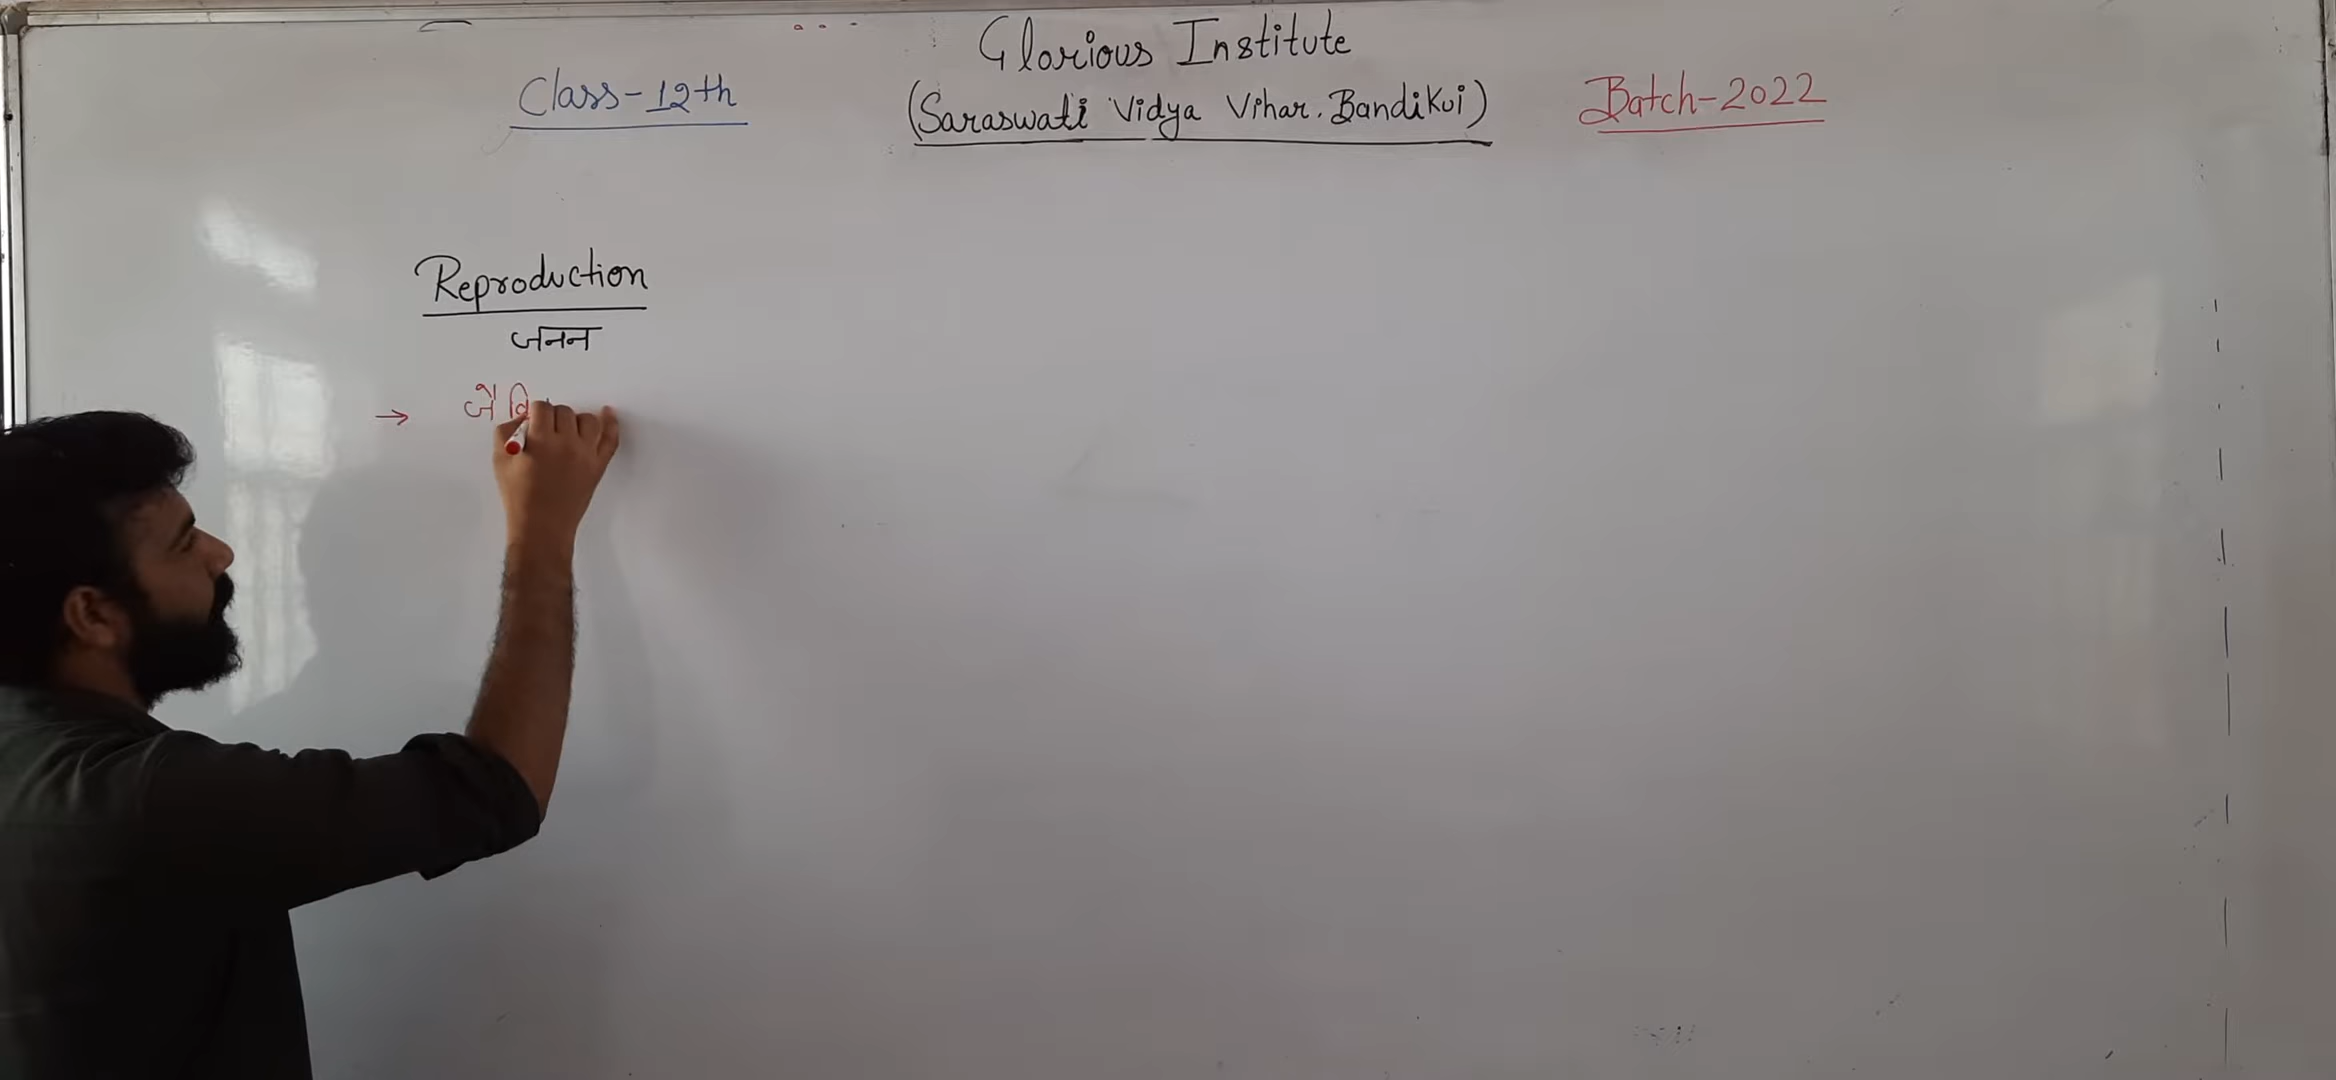 Glorious Institute
Class-12th
(Saraswati Vidya Vihar. Bandikui)
Batch-2022
Reproduction
जनन
→ जैवि